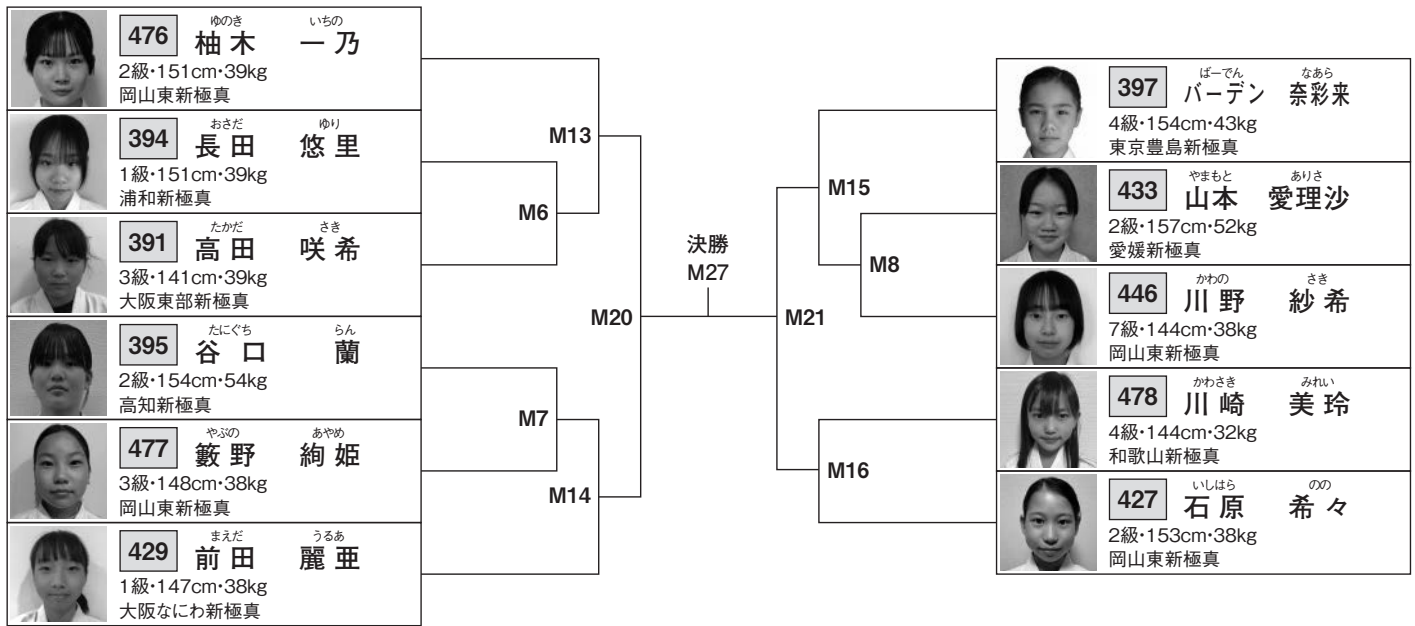 ゆのき いちの
476 柚木 一乃
2級・151cm・39kg
岡山東新極真
おさだ ゆり
394 長田 悠里
1級・151cm・39kg
浦和新極真
たかだ さき
391 高田 咲希
3級・141cm・39kg
大阪東部新極真
たにぐち らん
395 谷口 蘭
2級・154cm・54kg
高知新極真
やぶの あやめ
477 籔野 絢姫
3級・148cm・38kg
岡山東新極真
まえだ うるあ
429 前田 麗亜
1級・147cm・38kg
大阪なにわ新極真
M13
M6
M20
M7
M14
決勝
M27
M15
M8
M21
M16
ばーでん なあら
397 バーデン 奈彩来
4級・154cm・43kg
東京豊島新極真
やまもと ありさ
433 山本 愛理沙
2級・157cm・52kg
愛媛新極真
かわの さき
446 川野 紗希
7級・144cm・38kg
岡山東新極真
かわさき みれい
478 川崎 美玲
4級・144cm・32kg
和歌山新極真
いしはら のの
427 石原 希々
2級・153cm・38kg
岡山東新極真